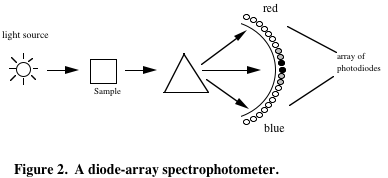 red
light source
array of
photodiodes
Sample
blue
Figure 2.  A diode-array spectrophotometer.